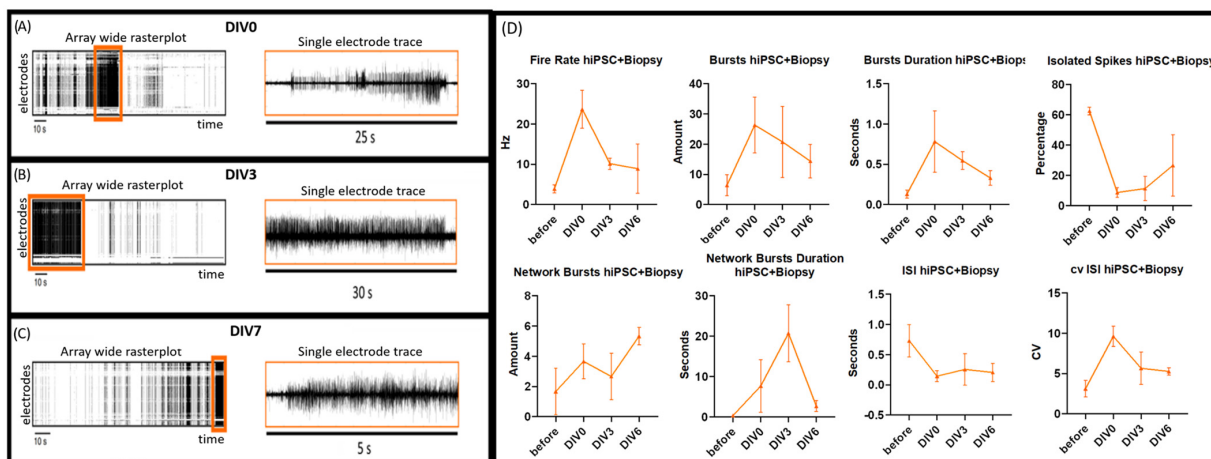 (A)
DIV0
Array wide rasterplot
Single electrode trace
electrodes
10 s
time
25 s
(B)
DIV3
Array wide rasterplot
Single electrode trace
electrodes
10 s
time
30 s
(C)
DIV7
Array wide rasterplot
Single electrode trace
electrodes
10 s
time
5 s
(D)
Fire Rate hiPSC+Biopsy
Hz
40
30
20
10
0
before
DIV0
DIV3
DIV6
Bursts hiPSC+Biopsy
Amount
50
40
30
20
10
0
before
DIV0
DIV3
DIV6
Bursts Duration hiPSC+Biops
Seconds
1.5
1.0
0.5
0.0
before
DIV0
DIV3
DIV6
Isolated Spikes hiPSC+Biopsy
Percentage
80
60
40
20
0
before
DIV0
DIV3
DIV6
Network Bursts hiPSC+Biopsy
Amount
8
6
4
2
0
before
DIV0
DIV3
DIV6
Network Bursts Duration
hiPSC+Biopsy
Seconds
30
20
10
0
before
DIV0
DIV3
DIV6
ISI hiPSC+Biopsy
Seconds
1.5
1.0
0.5
0.0
-0.5
before
DIV0
DIV3
DIV6
cv ISI hiPSC+Biopsy
CV
15
10
5
0
before
DIV0
DIV3
DIV6